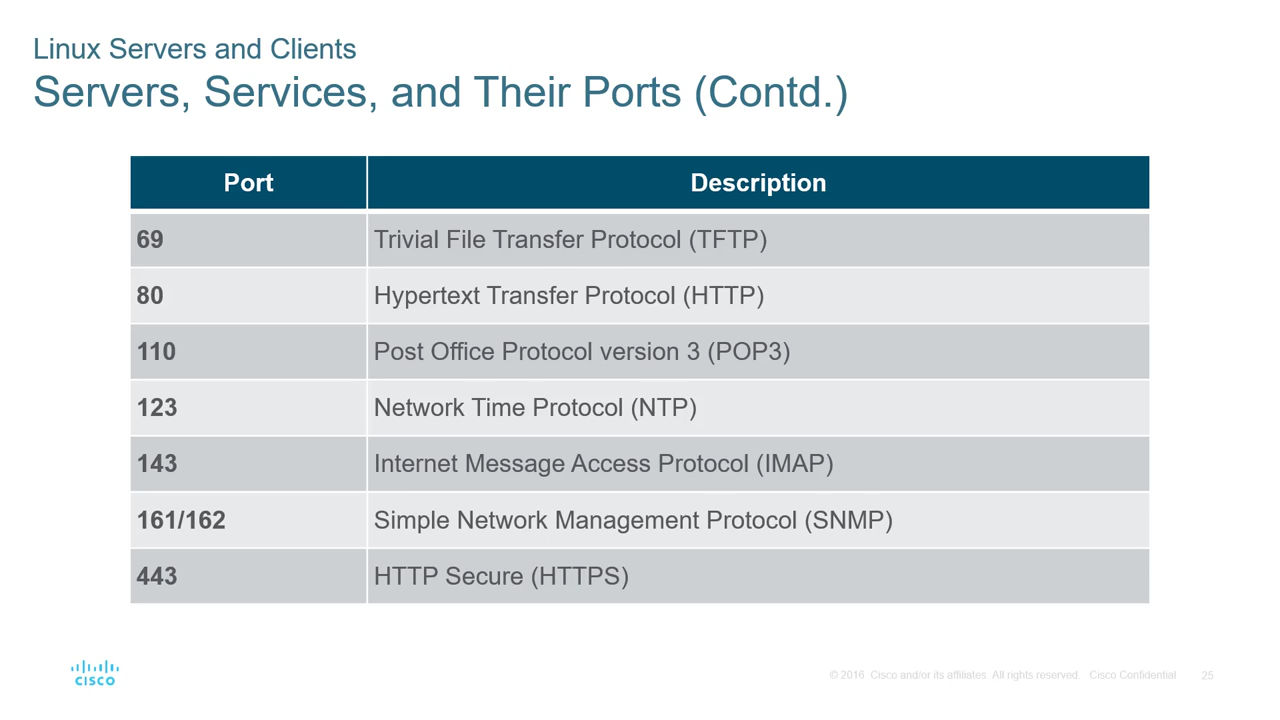 Linux Servers and Clients
Servers, Services, and Their Ports (Contd.)
Port Description
69 Trivial File Transfer Protocol (TFTP)
80 Hypertext Transfer Protocol (HTTP)
110 Post Office Protocol version 3 (POP3)
123 Network Time Protocol (NTP)
143 Internet Message Access Protocol (IMAP)
161/162 Simple Network Management Protocol (SNMP)
443 HTTP Secure (HTTPS)
CISCO
© 2016 Cisco and/or its affiliates. All rights reserved. Cisco Confidential 25